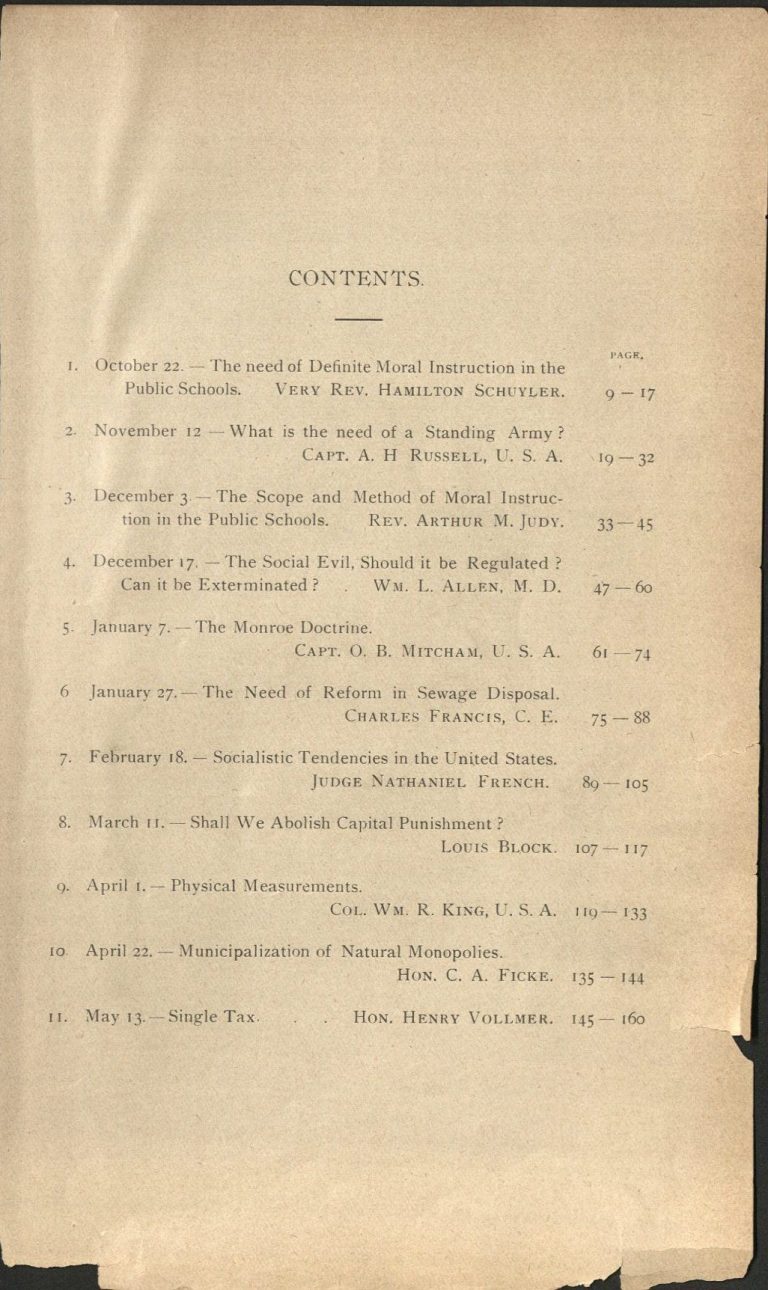 CONTENTS.
PAGE.
1. October 22. — The need of Definite Moral Instruction in the
Public Schools. VERY REV. HAMILTON SCHUYLER. 9 — 17
2. November 12 — What is the need of a Standing Army ?
CAPT. A. H RUSSELL, U. S. A. 19 — 32
3. December 3. — The Scope and Method of Moral Instruc-
tion in the Public Schools. REV. ARTHUR M. JUDY. 33 — 45
4. December 17. — The Social Evil, Should it be Regulated ?
Can it be Exterminated ? . WM. L. ALLEN, M. D. 47 — 60
5. January 7. — The Monroe Doctrine.
CAPT. O. B. MITCHAM, U. S. A. 61 — 74
6 January 27. — The Need of Reform in Sewage Disposal.
CHARLES FRANCIS, C. E. 75 — 88
7. February 18. — Socialistic Tendencies in the United States.
JUDGE NATHANIEL FRENCH. 89 — 105
8. March 11. — Shall We Abolish Capital Punishment ?
LOUIS BLOCK. 107 — 117
9. April 1. — Physical Measurements.
COL. WM. R. KING, U. S. A. 119 — 133
10. April 22. — Municipalization of Natural Monopolies.
HON. C. A. FICKE. 135 — 144
11. May 13. — Single Tax. . . HON. HENRY VOLLMER. 145 — 160